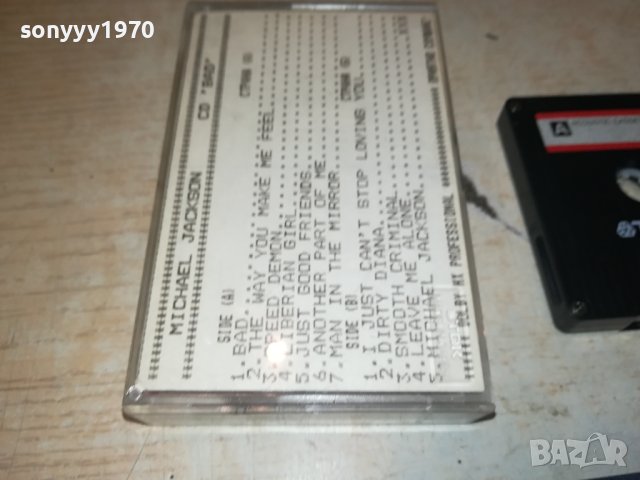 sonyyy1970
MICHAEL JACKSON CD "BAD"
SIDE (A) СТРАНА (А)
1. BAD
2. THE WAY YOU MAKE ME FEEL
3. SPEED DEMON
4. LIBERIAN GIRL
5. JUST GOOD FRIENDS
6. ANOTHER PART OF ME
7. MAN IN THE MIRROR
SIDE (B) СТРАНА (Б)
1. I JUST CAN'T STOP LOVING YOU
2. DIRTY DIANA
3. SMOOTH CRIMINAL
4. LEAVE ME ALONE
5. MICHAEL JACKSON
DOLBY HX PROFESSIONAL
A
BAZAR
bg